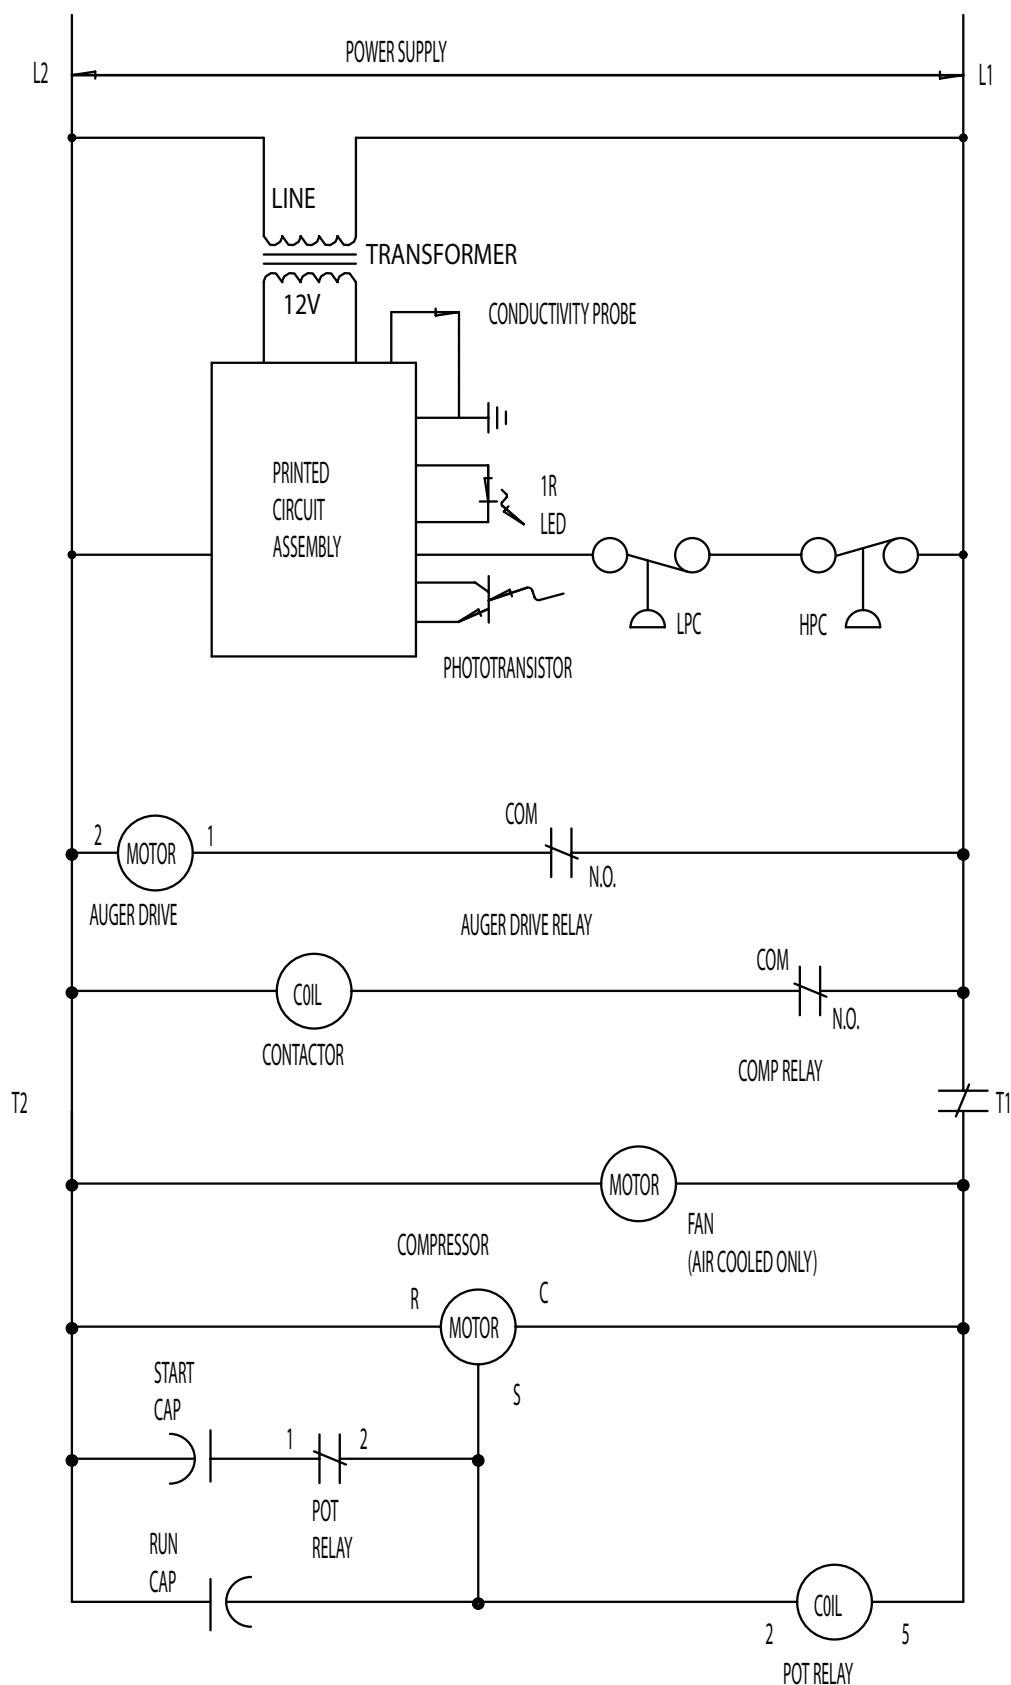 POWER SUPPLY
L2
L1
LINE
TRANSFORMER
12V
CONDUCTIVITY PROBE
PRINTED
CIRCUIT
ASSEMBLY
1R
LED
LPC
HPC
PHOTOTRANSISTOR
COM
2
MOTOR
1
N.O.
AUGER DRIVE
AUGER DRIVE RELAY
COM
COIL
N.O.
CONTACTOR
COMP RELAY
T2
T1
MOTOR
FAN
(AIR COOLED ONLY)
COMPRESSOR
R
C
MOTOR
START
CAP
S
1
2
POT
RELAY
RUN
CAP
COIL
2
5
POT RELAY